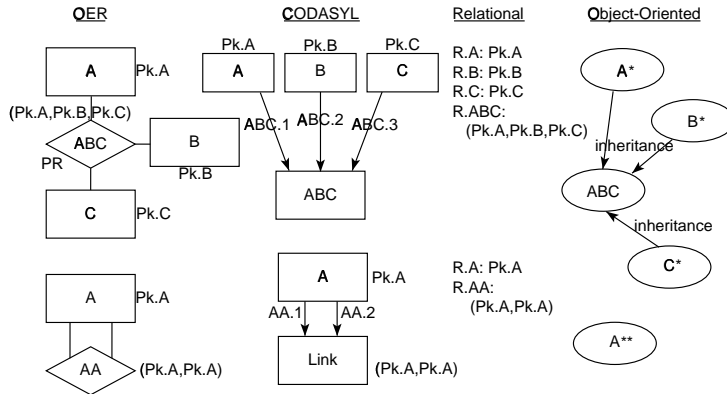 OER
CODASYL
Relational
Object-Oriented
A
Pk.A
(Pk.A,Pk.B,Pk.C)
ABC
PR
B
Pk.B
C
Pk.C
Pk.A
Pk.B
Pk.C
A
B
C
ABC.1
ABC.2
ABC.3
ABC
R.A: Pk.A
R.B: Pk.B
R.C: Pk.C
R.ABC:
(Pk.A,Pk.B,Pk.C)
A*
B*
inheritance
ABC
inheritance
C*
A
Pk.A
AA
(Pk.A,Pk.A)
A
Pk.A
AA.1
AA.2
Link
(Pk.A,Pk.A)
R.A: Pk.A
R.AA:
(Pk.A,Pk.A)
A**